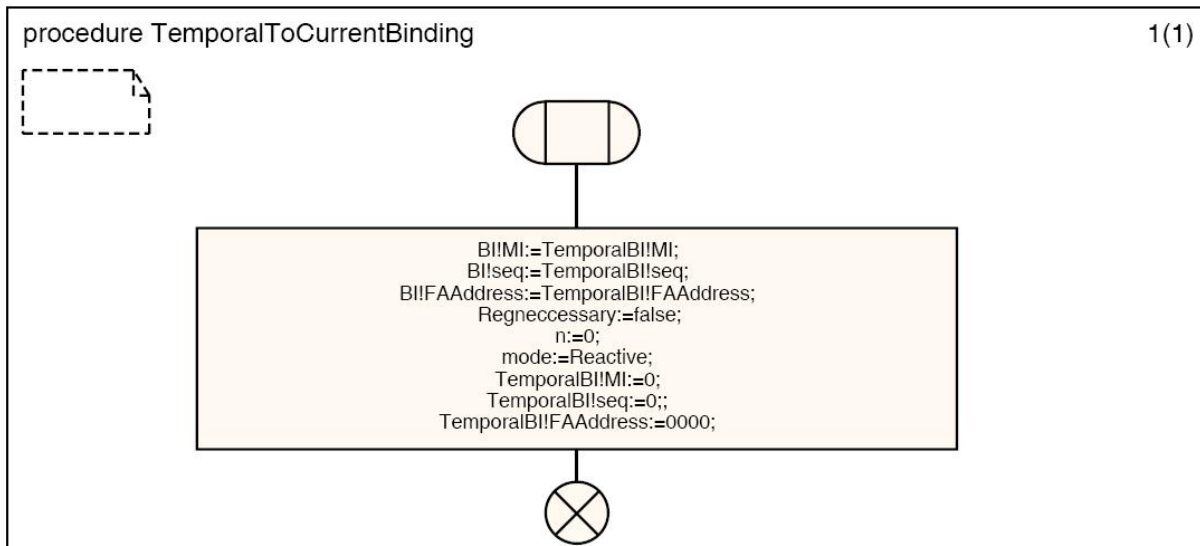 procedure TemporalToCurrentBinding
1(1)
BI!MI:=TemporalBI!MI;
BI!seq:=TemporalBI!seq;
BI!FAAddress:=TemporalBI!FAAddress;
Regneccessary:=false;
n:=0;
mode:=Reactive;
TemporalBI!MI:=0;
TemporalBI!seq:=0;;
TemporalBI!FAAddress:=0000;